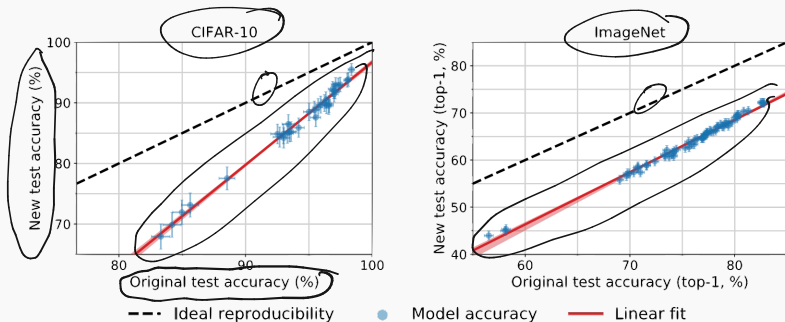 CIFAR-10
100
90
80
70
80
90
100
New test accuracy (%)
Original test accuracy (%)
ImageNet
80
70
60
50
40
60
70
80
New test accuracy (top-1, %)
Original test accuracy (top-1, %)
Ideal reproducibility
Model accuracy
Linear fit